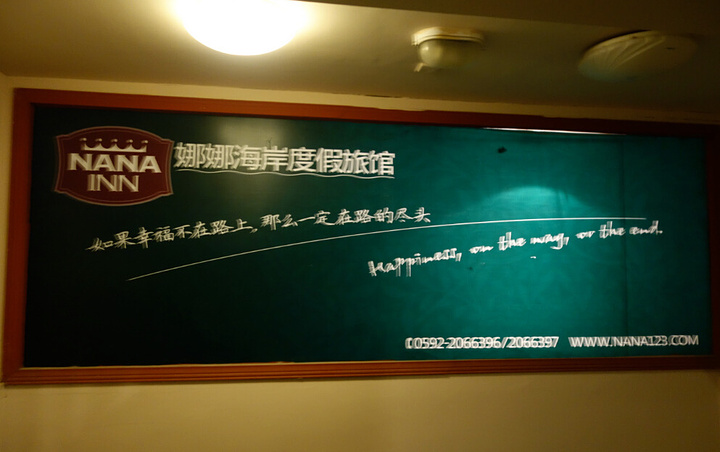 NANA
INN
娜娜海岸度假旅馆
如果幸福不在路上,那么一定在路的尽头
Happiness, on the way, or the end.
0592-2066396/2066397 WWW.NANA123.COM